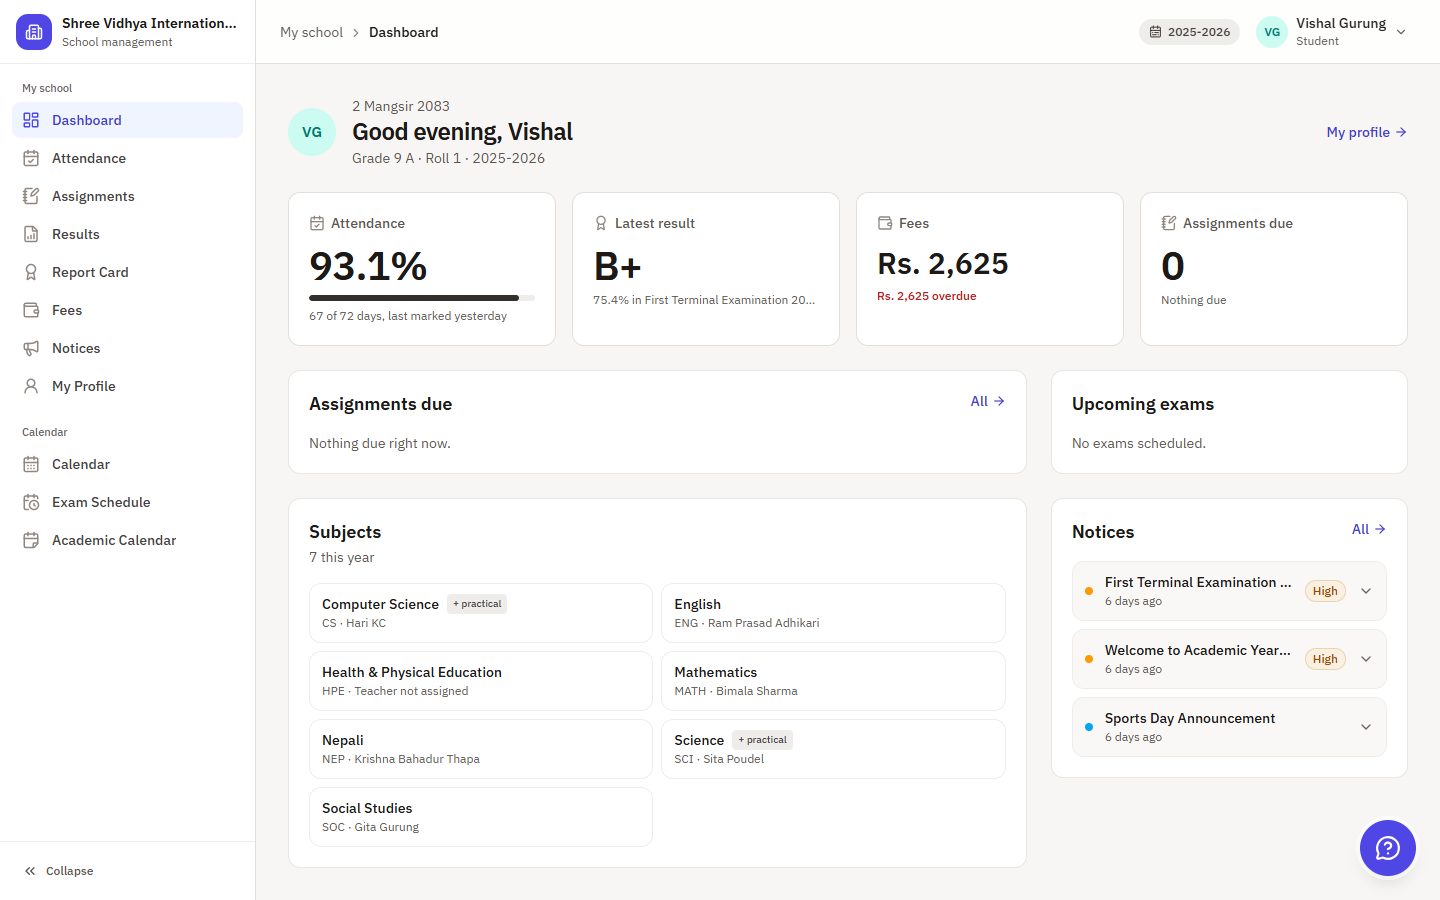 Shree Vidhya Internation...
School management
My school
Dashboard
Attendance
Assignments
Results
Report Card
Fees
Notices
My Profile
Calendar
Calendar
Exam Schedule
Academic Calendar
Collapse
My school > Dashboard
2025-2026
VG
Vishal Gurung
Student
VG
2 Mangsir 2083
Good evening, Vishal
Grade 9 A · Roll 1 · 2025-2026
My profile →
Attendance
93.1%
67 of 72 days, last marked yesterday
Latest result
B+
75.4% in First Terminal Examination 20...
Fees
Rs. 2,625
Rs. 2,625 overdue
Assignments due
0
Nothing due
Assignments due
All →
Nothing due right now.
Upcoming exams
No exams scheduled.
Subjects
7 this year
Computer Science + practical
CS · Hari KC
English
ENG · Ram Prasad Adhikari
Health & Physical Education
HPE · Teacher not assigned
Mathematics
MATH · Bimala Sharma
Nepali
NEP · Krishna Bahadur Thapa
Science + practical
SCI · Sita Poudel
Social Studies
SOC · Gita Gurung
Notices
All →
First Terminal Examination ... High
6 days ago
Welcome to Academic Year... High
6 days ago
Sports Day Announcement
6 days ago